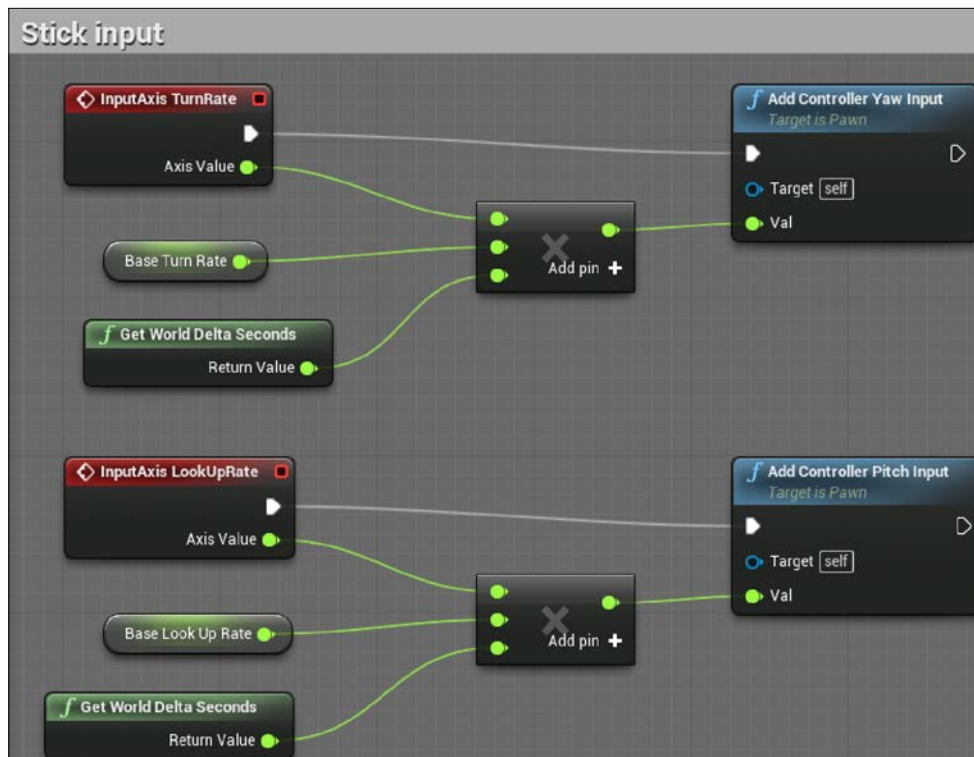 Stick input
InputAxis TurnRate
Axis Value
Base Turn Rate
Get World Delta Seconds
Return Value
Add pin
Add Controller Yaw Input
Target is Pawn
Target self
Val
InputAxis LookUpRate
Axis Value
Base Look Up Rate
Get World Delta Seconds
Return Value
Add pin
Add Controller Pitch Input
Target is Pawn
Target self
Val